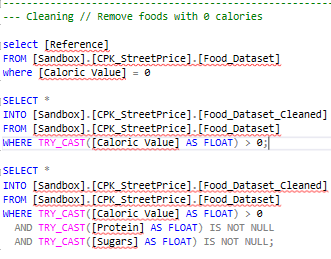 --- Cleaning // Remove foods with 0 calories
select [Reference]
FROM [Sandbox].[CPK_StreetPrice].[Food_Dataset]
where [Caloric Value] = 0
SELECT *
INTO [Sandbox].[CPK_StreetPrice].[Food_Dataset_Cleaned]
FROM [Sandbox].[CPK_StreetPrice].[Food_Dataset]
WHERE TRY_CAST([Caloric Value] AS FLOAT) > 0;
SELECT *
INTO [Sandbox].[CPK_StreetPrice].[Food_Dataset_Cleaned]
FROM [Sandbox].[CPK_StreetPrice].[Food_Dataset]
WHERE TRY_CAST([Caloric Value] AS FLOAT) > 0
AND TRY_CAST([Protein] AS FLOAT) IS NOT NULL
AND TRY_CAST([Sugars] AS FLOAT) IS NOT NULL;